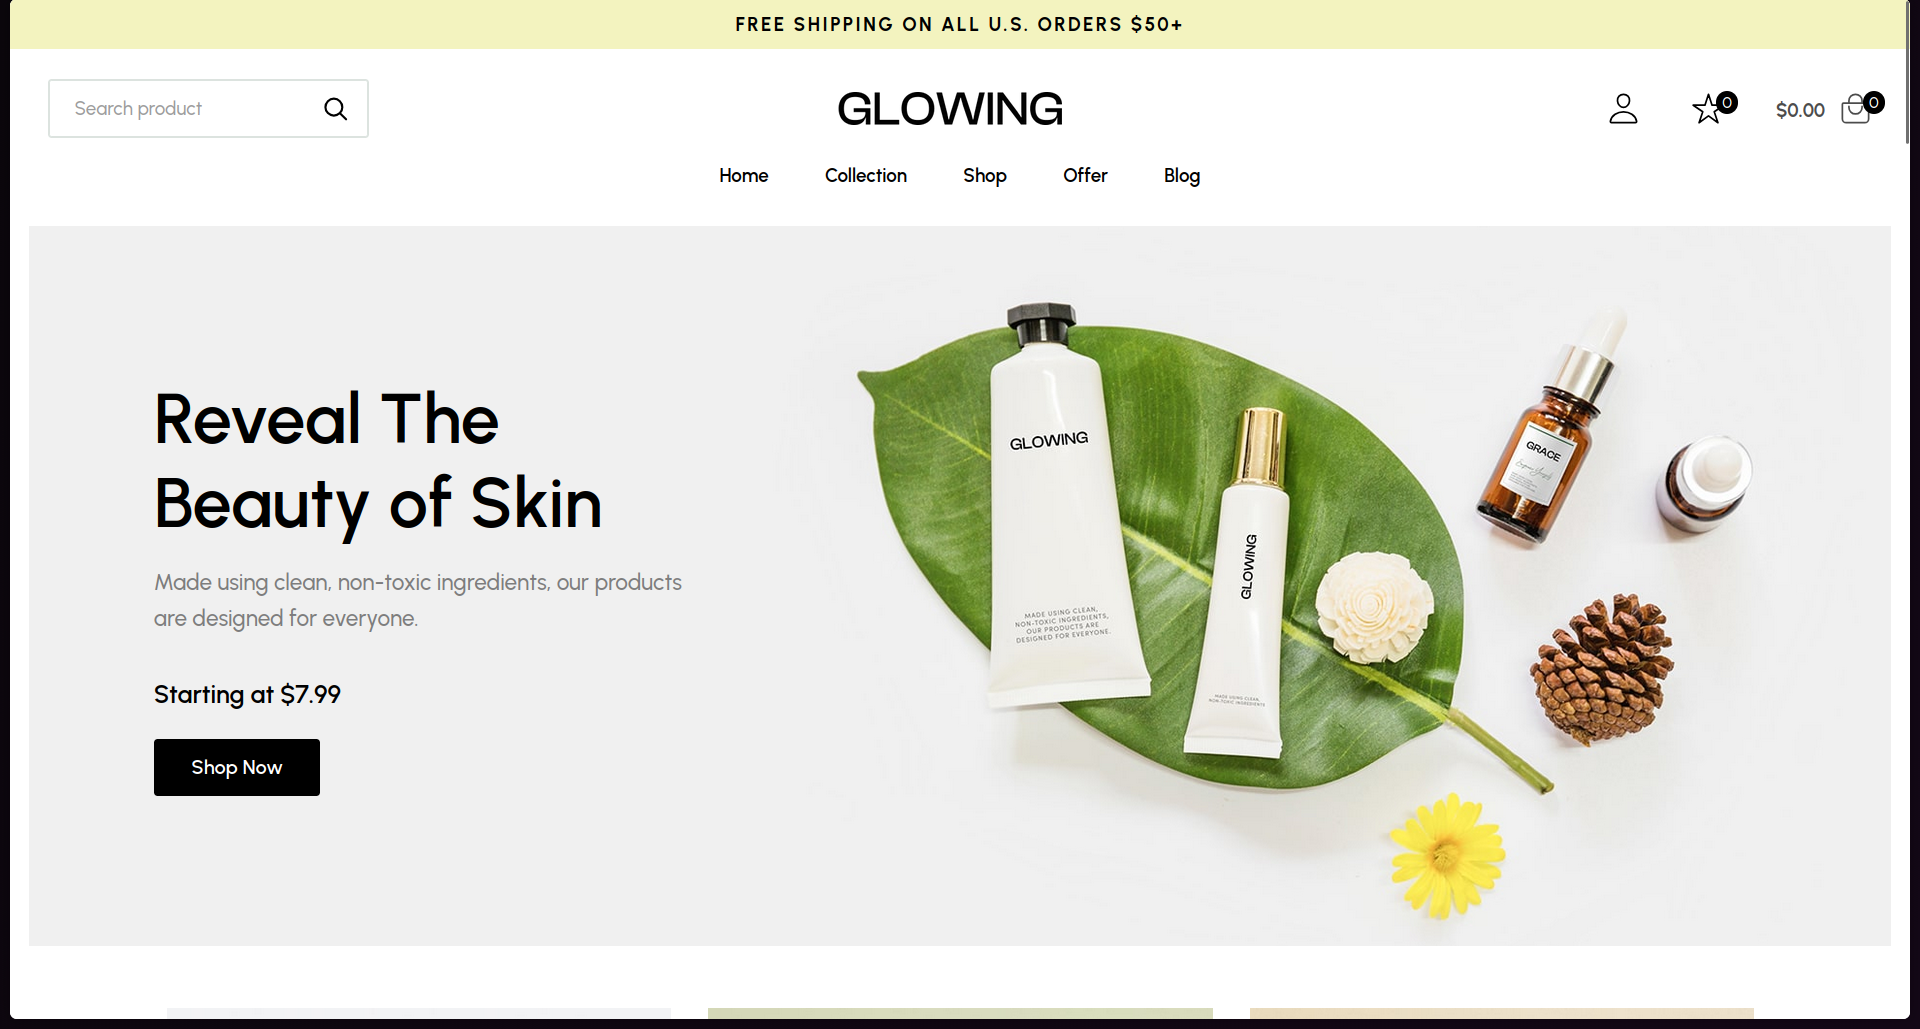 FREE SHIPPING ON ALL U.S. ORDERS $50+
Search product
GLOWING
0
$0.00
0
Home
Collection
Shop
Offer
Blog
Reveal The
Beauty of Skin
Made using clean, non-toxic ingredients, our products
are designed for everyone.
Starting at $7.99
Shop Now
GLOWING
MADE USING CLEAN,
NON-TOXIC INGREDIENTS,
OUR PRODUCTS ARE
DESIGNED FOR EVERYONE.
GLOWING
MADE USING CLEAN,
NON-TOXIC INGREDIENTS
GRACE